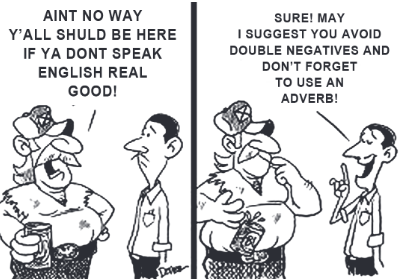 AINT NO WAY
Y'ALL SHULD BE HERE
IF YA DONT SPEAK
ENGLISH REAL
GOOD!
SURE! MAY
I SUGGEST YOU AVOID
DOUBLE NEGATIVES AND
DON'T FORGET
TO USE AN
ADVERB!